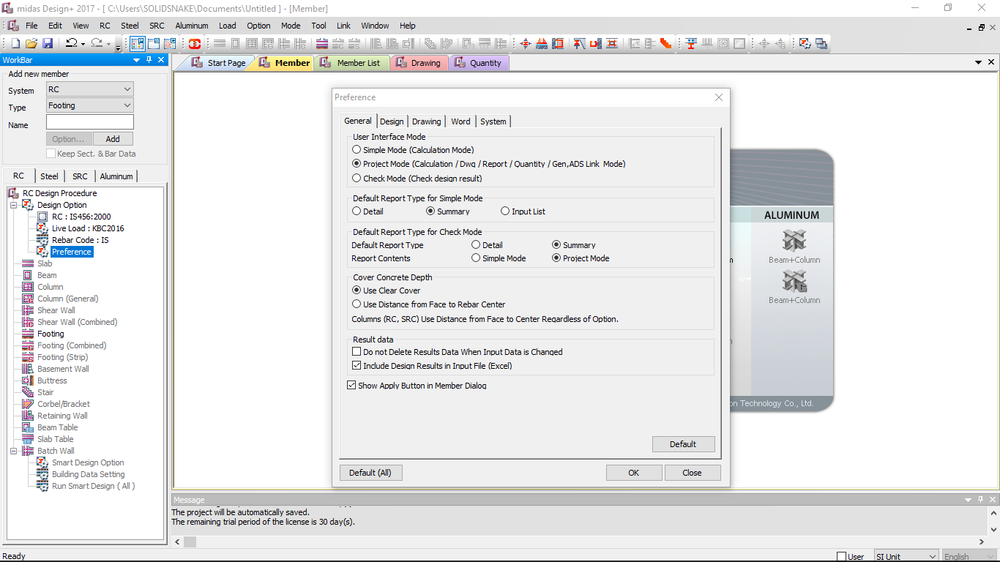 midas Design+ 2017 - [ C:\Users\SOLIDSNAKE\Documents\Untitled ] - [Member]
File Edit View RC Steel SRC Aluminum Load Option Mode Tool Link Window Help
WorkBar
Start Page Member Member List Drawing Quantity
Add new member
System RC
Type Footing
Name
Option... Add
Keep Sect. & Bar Data
RC Steel SRC Aluminum
RC Design Procedure
Design Option
RC : IS456:2000
Live Load : KBC2016
Rebar Code : IS
Preference
Slab
Beam
Column
Column (General)
Shear Wall
Shear Wall (Combined)
Footing
Footing (Combined)
Footing (Strip)
Basement Wall
Buttress
Stair
Corbel/Bracket
Retaining Wall
Beam Table
Slab Table
Batch Wall
Smart Design Option
Building Data Setting
Run Smart Design ( All )
Preference
General Design Drawing Word System
User Interface Mode
Simple Mode (Calculation Mode)
Project Mode (Calculation / Dwg / Report / Quantity / Gen,ADS Link Mode)
Check Mode (Check design result)
Default Report Type for Simple Mode
Detail Summary Input List
Default Report Type for Check Mode
Default Report Type Detail Summary
Report Contents Simple Mode Project Mode
Cover Concrete Depth
Use Clear Cover
Use Distance from Face to Rebar Center
Columns (RC, SRC) Use Distance from Face to Center Regardless of Option.
Result data
Do not Delete Results Data When Input Data is Changed
Include Design Results in Input File (Excel)
Show Apply Button in Member Dialog
Default
Default (All) OK Close
ALUMINUM
Beam+Column
Beam+Column
on Technology Co., Ltd.
Message
The project will be automatically saved.
The remaining trial period of the license is 30 day(s).
Ready
User SI Unit English